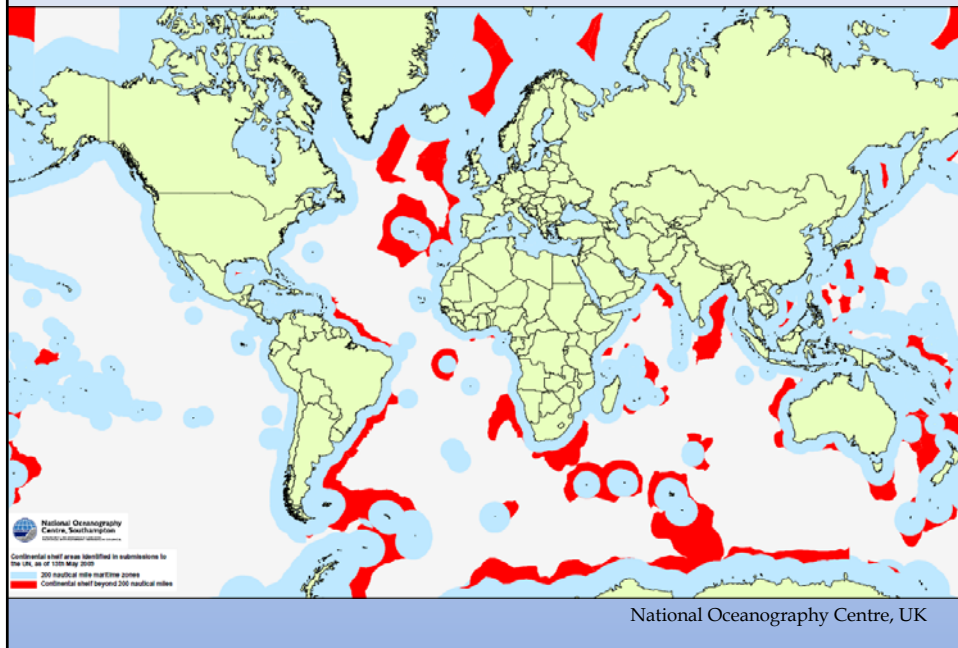 National Oceanography
Centre, Southampton
Continental shelf areas identified in submissions to
the UN, as of 13th May 2009
200 nautical mile maritime zones
Continental shelf beyond 200 nautical miles
National Oceanography Centre, UK